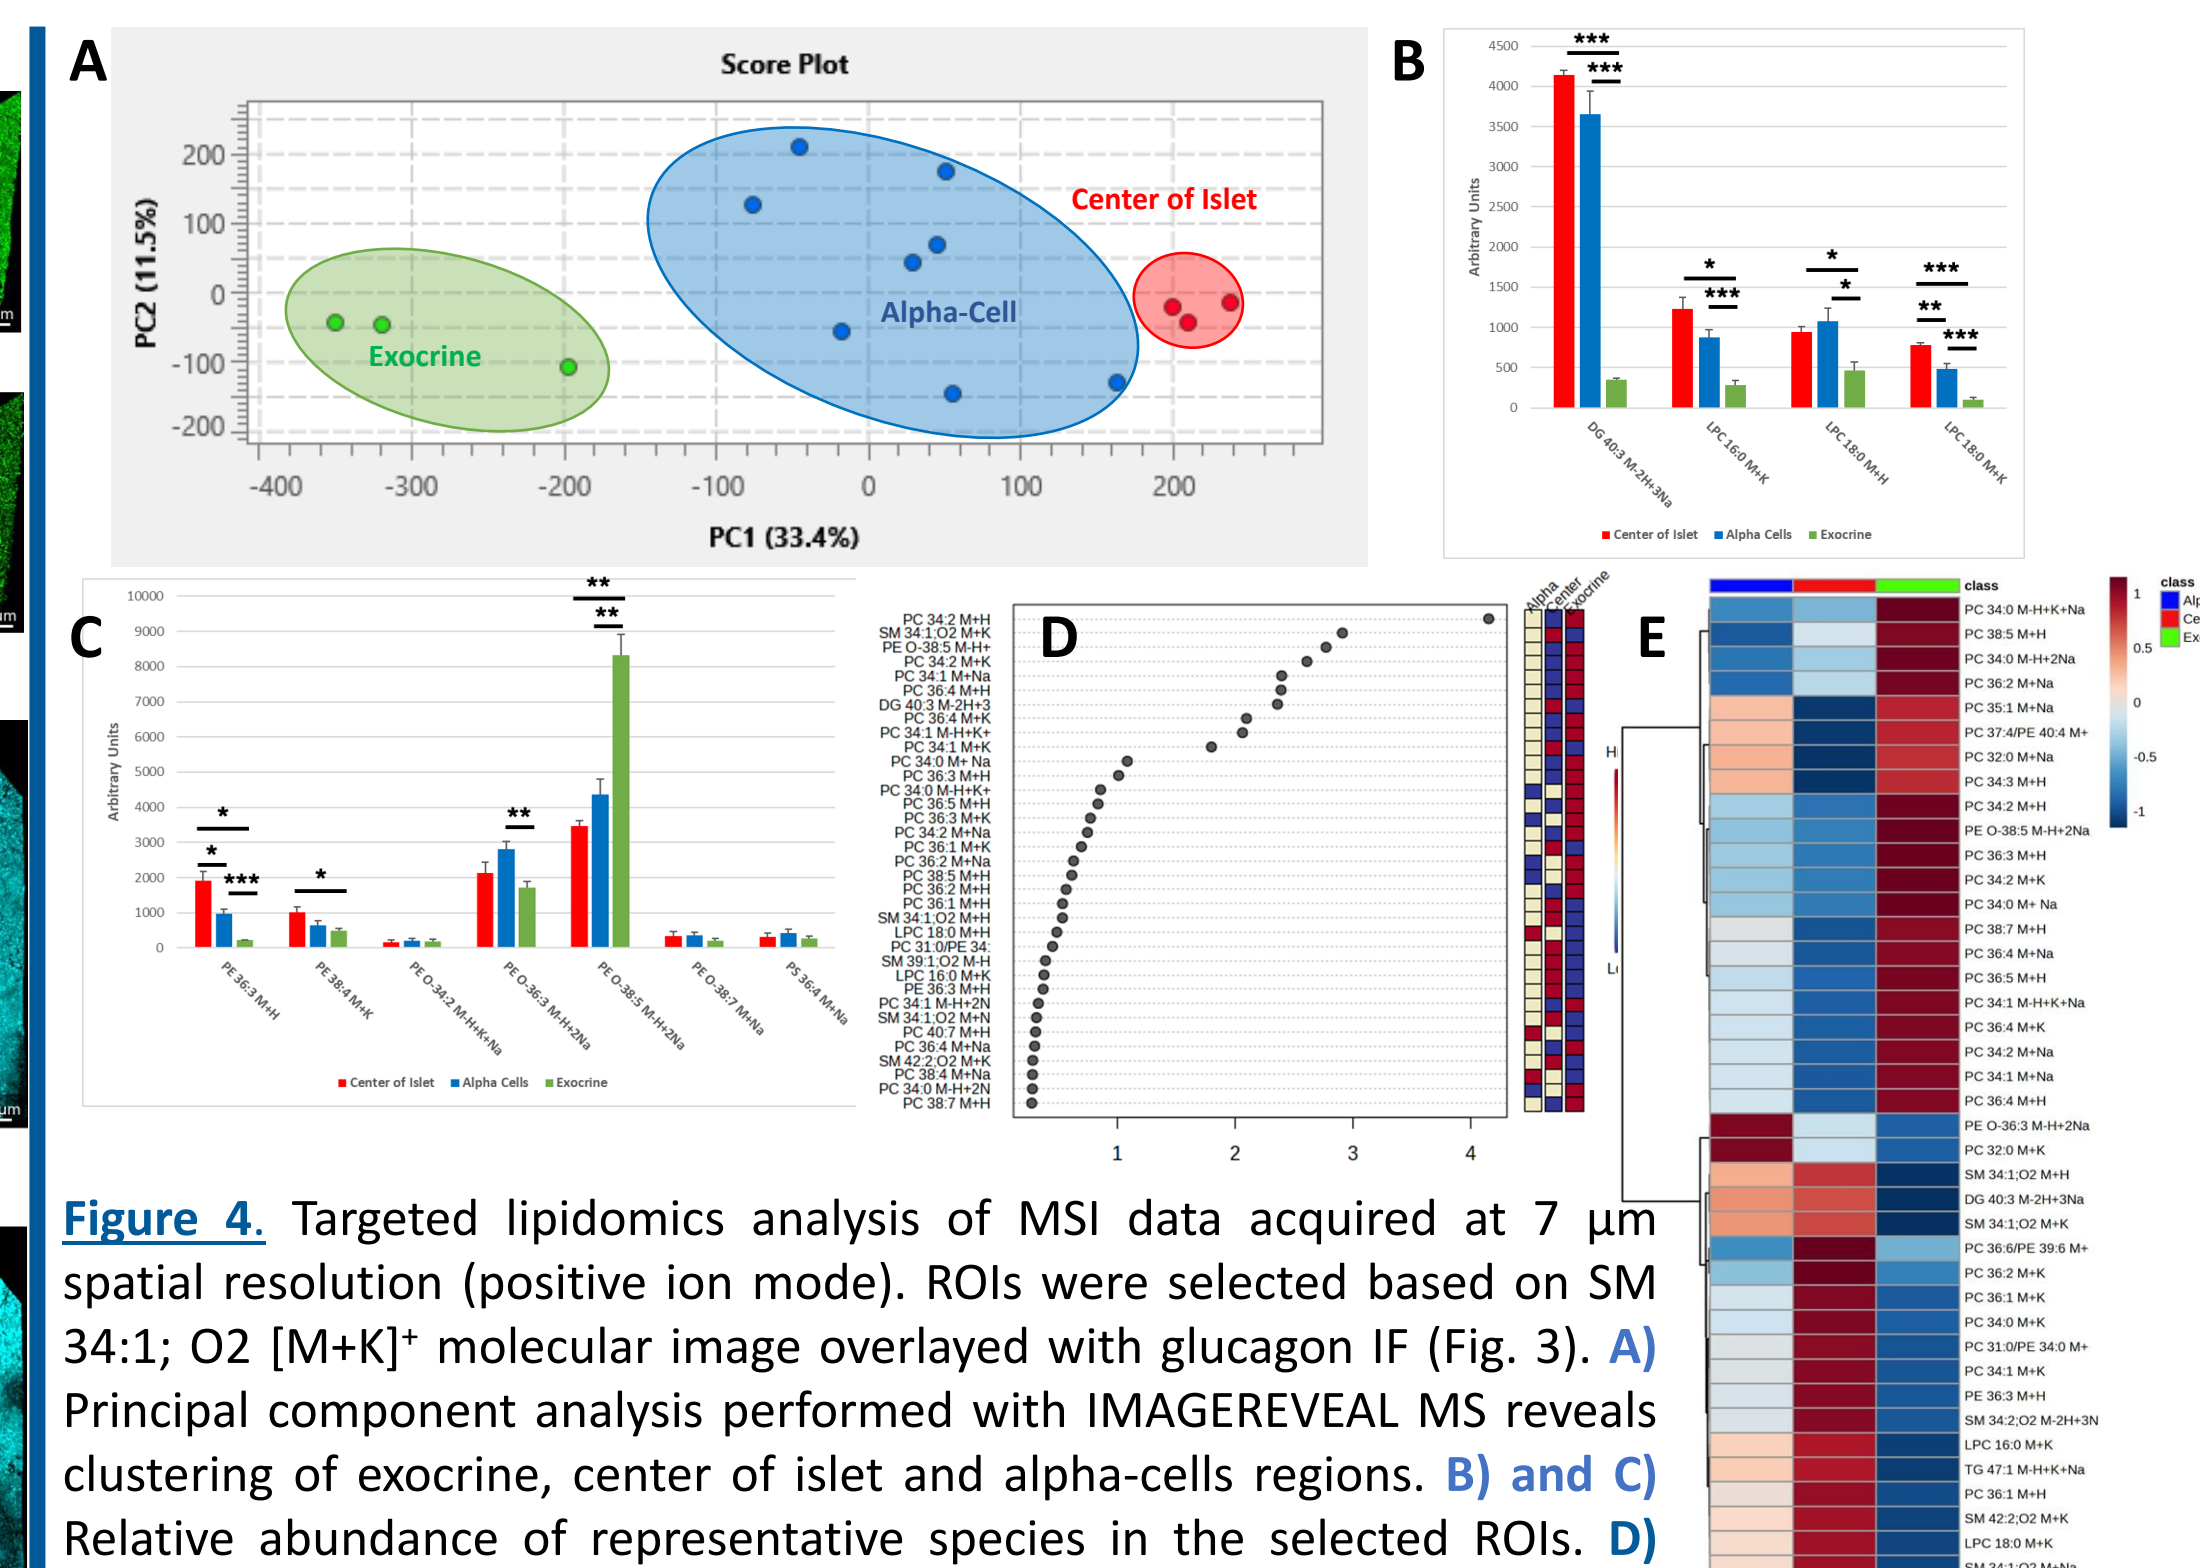 A
Score Plot
PC2 (11.5%)
200
100
0
-100
-200
Center of Islet
Alpha-Cell
Exocrine
-400 -300 -200 -100 0 100 200
PC1 (33.4%)
B
Arbitrary Units
4500
4000
3500
3000
2500
2000
1500
1000
500
0
*** ***
* ***
* *
*** ** ***
DG 40:3 M-2H+3Na
LPC 16:0 M+K
LPC 18:0 M+H
LPC 18:0 M+K
Center of Islet Alpha Cells Exocrine
C
Arbitrary Units
10000
9000
8000
7000
6000
5000
4000
3000
2000
1000
0
* * ***
*
**
** **
PE 36:3 M+H
PE 38:4 M+K
PE O-34:2 M-H+K+Na
PE O-36:3 M-H+2Na
PE O-38:5 M-H+2Na
PE O-38:7 M+Na
PS 36:4 M+Na
Center of Islet Alpha Cells Exocrine
D
Alpha Center Exocrine
PC 34:2 M+H
SM 34:1;O2 M+K
PE O-38:5 M-H+
PC 34:2 M+K
PC 34:1 M+Na
PC 36:4 M+H
DG 40:3 M-2H+3
PC 36:4 M+K
PC 34:1 M-H+K+
PC 34:1 M+K
PC 34:0 M+ Na
PC 36:3 M+H
PC 34:0 M-H+K+
PC 36:5 M+H
PC 36:3 M+K
PC 34:2 M+Na
PC 36:1 M+K
PC 36:2 M+Na
PC 38:5 M+H
PC 36:2 M+H
PC 36:1 M+H
SM 34:1;O2 M+H
LPC 18:0 M+H
PC 31:0/PE 34:
SM 39:1;O2 M-H
LPC 16:0 M+K
PE 36:3 M+H
PC 34:1 M-H+2N
SM 34:1;O2 M+N
PC 40:7 M+H
PC 36:4 M+Na
SM 42:2;O2 M+K
PC 38:4 M+Na
PC 34:0 M-H+2N
PC 38:7 M+H
1 2 3 4
E
class
PC 34:0 M-H+K+Na
PC 38:5 M+H
PC 34:0 M-H+2Na
PC 36:2 M+Na
PC 35:1 M+Na
PC 37:4/PE 40:4 M+
PC 32:0 M+Na
PC 34:3 M+H
PC 34:2 M+H
PE O-38:5 M-H+2Na
PC 36:3 M+H
PC 34:2 M+K
PC 34:0 M+ Na
PC 38:7 M+H
PC 36:4 M+Na
PC 36:5 M+H
PC 34:1 M-H+K+Na
PC 36:4 M+K
PC 34:2 M+Na
PC 34:1 M+Na
PC 36:4 M+H
PE O-36:3 M-H+2Na
PC 32:0 M+K
SM 34:1;O2 M+H
DG 40:3 M-2H+3Na
SM 34:1;O2 M+K
PC 36:6/PE 39:6 M+
PC 36:2 M+K
PC 36:1 M+K
PC 34:0 M+K
PC 31:0/PE 34:0 M+
PC 34:1 M+K
PE 36:3 M+H
SM 34:2;O2 M-2H+3N
LPC 16:0 M+K
TG 47:1 M-H+K+Na
PC 36:1 M+H
SM 42:2;O2 M+K
LPC 18:0 M+K
SM 34:1;O2 M+Na
1
0.5
0
-0.5
-1
class
Alp
Ce
Exc
Figure 4. Targeted lipidomics analysis of MSI data acquired at 7 µm
spatial resolution (positive ion mode). ROIs were selected based on SM
34:1; O2 [M+K]⁺ molecular image overlayed with glucagon IF (Fig. 3). A)
Principal component analysis performed with IMAGEREVEAL MS reveals
clustering of exocrine, center of islet and alpha-cells regions. B) and C)
Relative abundance of representative species in the selected ROIs. D)